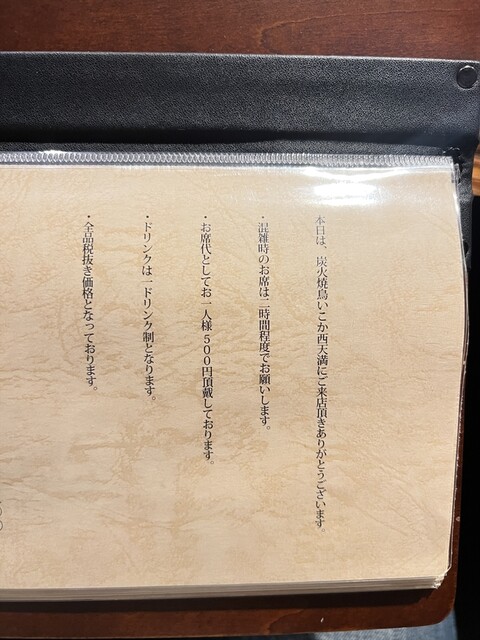 本日は、炭火焼鳥いこか西天満にご来店頂きありがとうございます。
・混雑時のお席は二時間程度でお願いします。
・お席代としてお一人様500円頂戴しております。
・ドリンクは一ドリンク制となります。
・全品税抜き価格となっております。